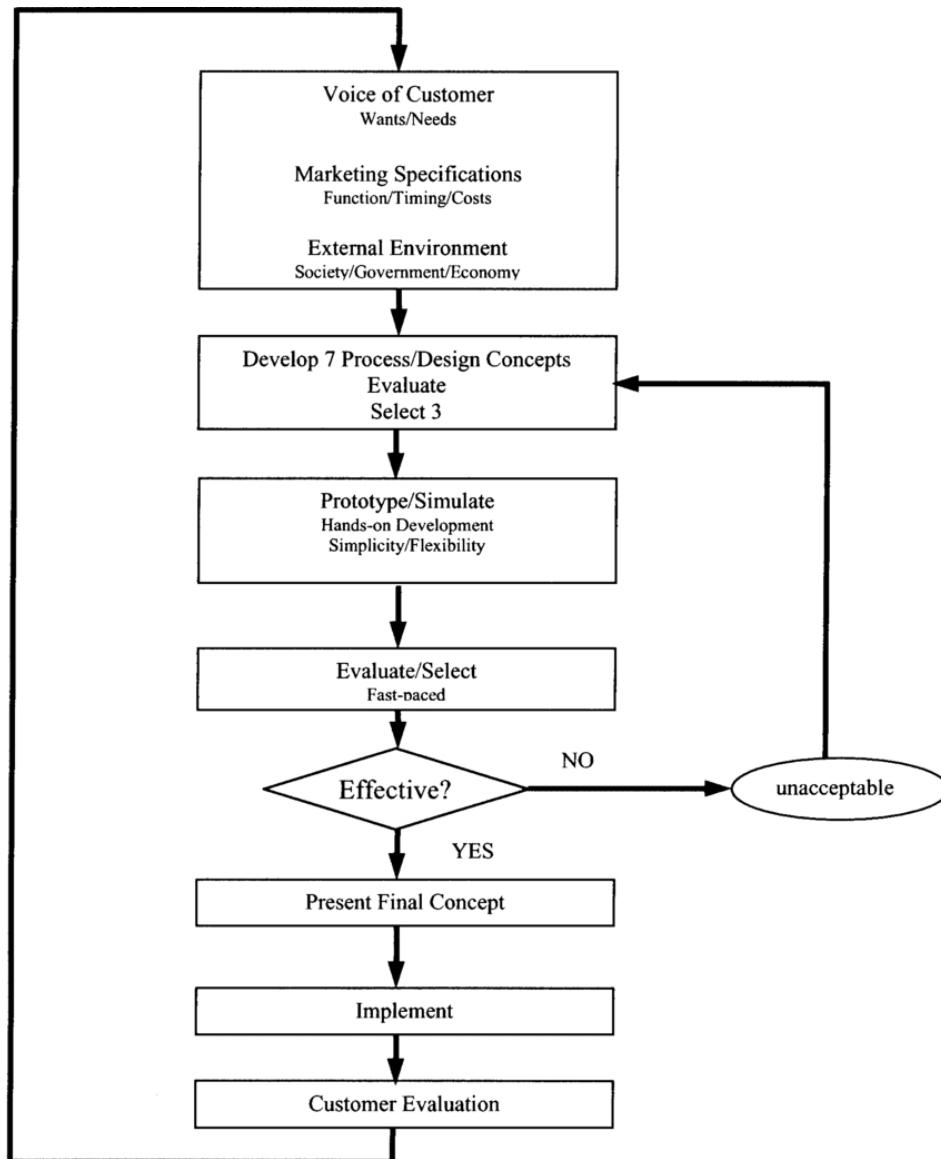 Voice of Customer
Wants/Needs
Marketing Specifications
Function/Timing/Costs
External Environment
Society/Government/Economy
Develop 7 Process/Design Concepts
Evaluate
Select 3
Prototype/Simulate
Hands-on Development
Simplicity/Flexibility
Evaluate/Select
Fast-paced
Effective?
NO
unacceptable
YES
Present Final Concept
Implement
Customer Evaluation